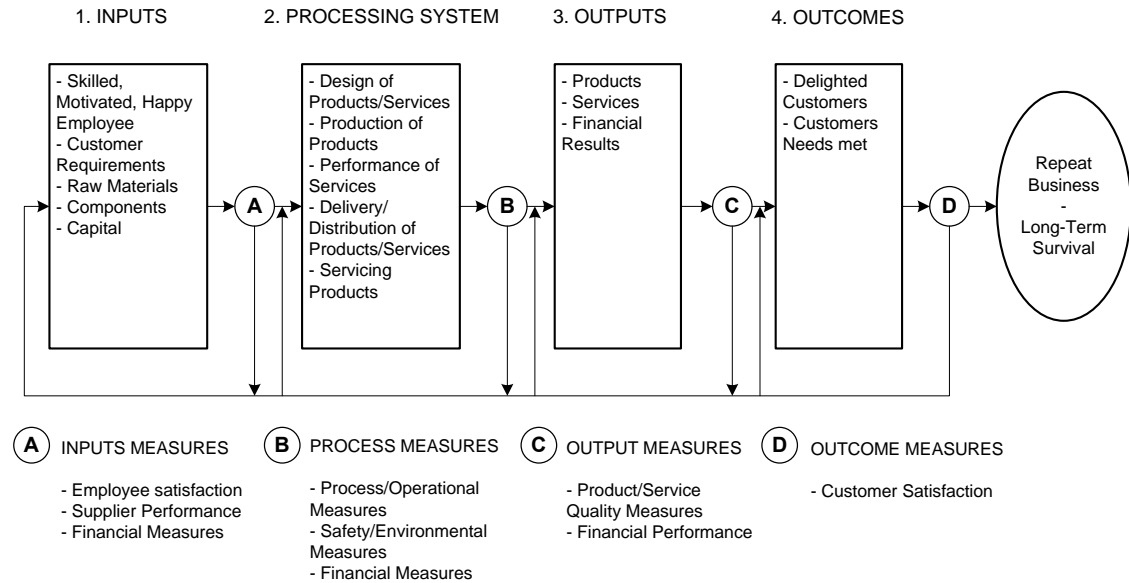 1. INPUTS
2. PROCESSING SYSTEM
3. OUTPUTS
4. OUTCOMES
- Skilled,
Motivated, Happy
Employee
- Customer
Requirements
- Raw Materials
- Components
- Capital
A
- Design of
Products/Services
- Production of
Products
- Performance of
Services
- Delivery/
Distribution of
Products/Services
- Servicing
Products
B
- Products
- Services
- Financial
Results
C
- Delighted
Customers
- Customers
Needs met
D
Repeat
Business
-
Long-Term
Survival
A INPUTS MEASURES
- Employee satisfaction
- Supplier Performance
- Financial Measures
B PROCESS MEASURES
- Process/Operational
Measures
- Safety/Environmental
Measures
- Financial Measures
C OUTPUT MEASURES
- Product/Service
Quality Measures
- Financial Performance
D OUTCOME MEASURES
- Customer Satisfaction